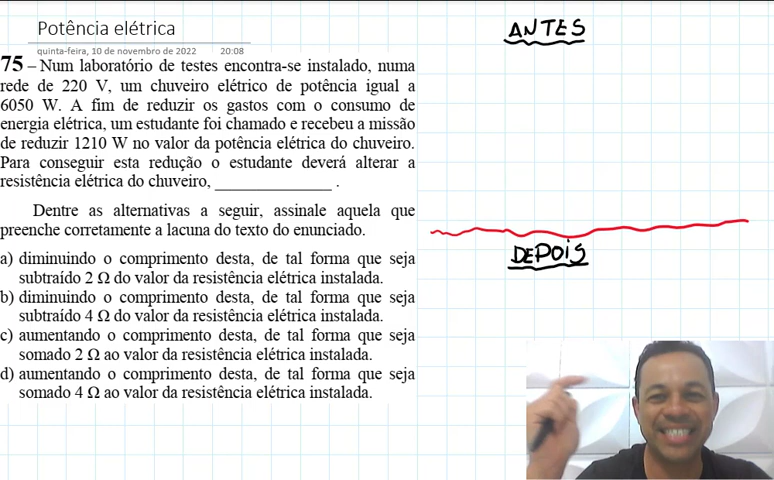 Potência elétrica
quinta-feira, 10 de novembro de 2022 20:08
75 – Num laboratório de testes encontra-se instalado, numa
rede de 220 V, um chuveiro elétrico de potência igual a
6050 W. A fim de reduzir os gastos com o consumo de
energia elétrica, um estudante foi chamado e recebeu a missão
de reduzir 1210 W no valor da potência elétrica do chuveiro.
Para conseguir esta redução o estudante deverá alterar a
resistência elétrica do chuveiro, ______________ .
Dentre as alternativas a seguir, assinale aquela que
preenche corretamente a lacuna do texto do enunciado.
a) diminuindo o comprimento desta, de tal forma que seja
subtraído 2 Ω do valor da resistência elétrica instalada.
b) diminuindo o comprimento desta, de tal forma que seja
subtraído 4 Ω do valor da resistência elétrica instalada.
c) aumentando o comprimento desta, de tal forma que seja
somado 2 Ω ao valor da resistência elétrica instalada.
d) aumentando o comprimento desta, de tal forma que seja
somado 4 Ω ao valor da resistência elétrica instalada.
ANTES
DEPOIS